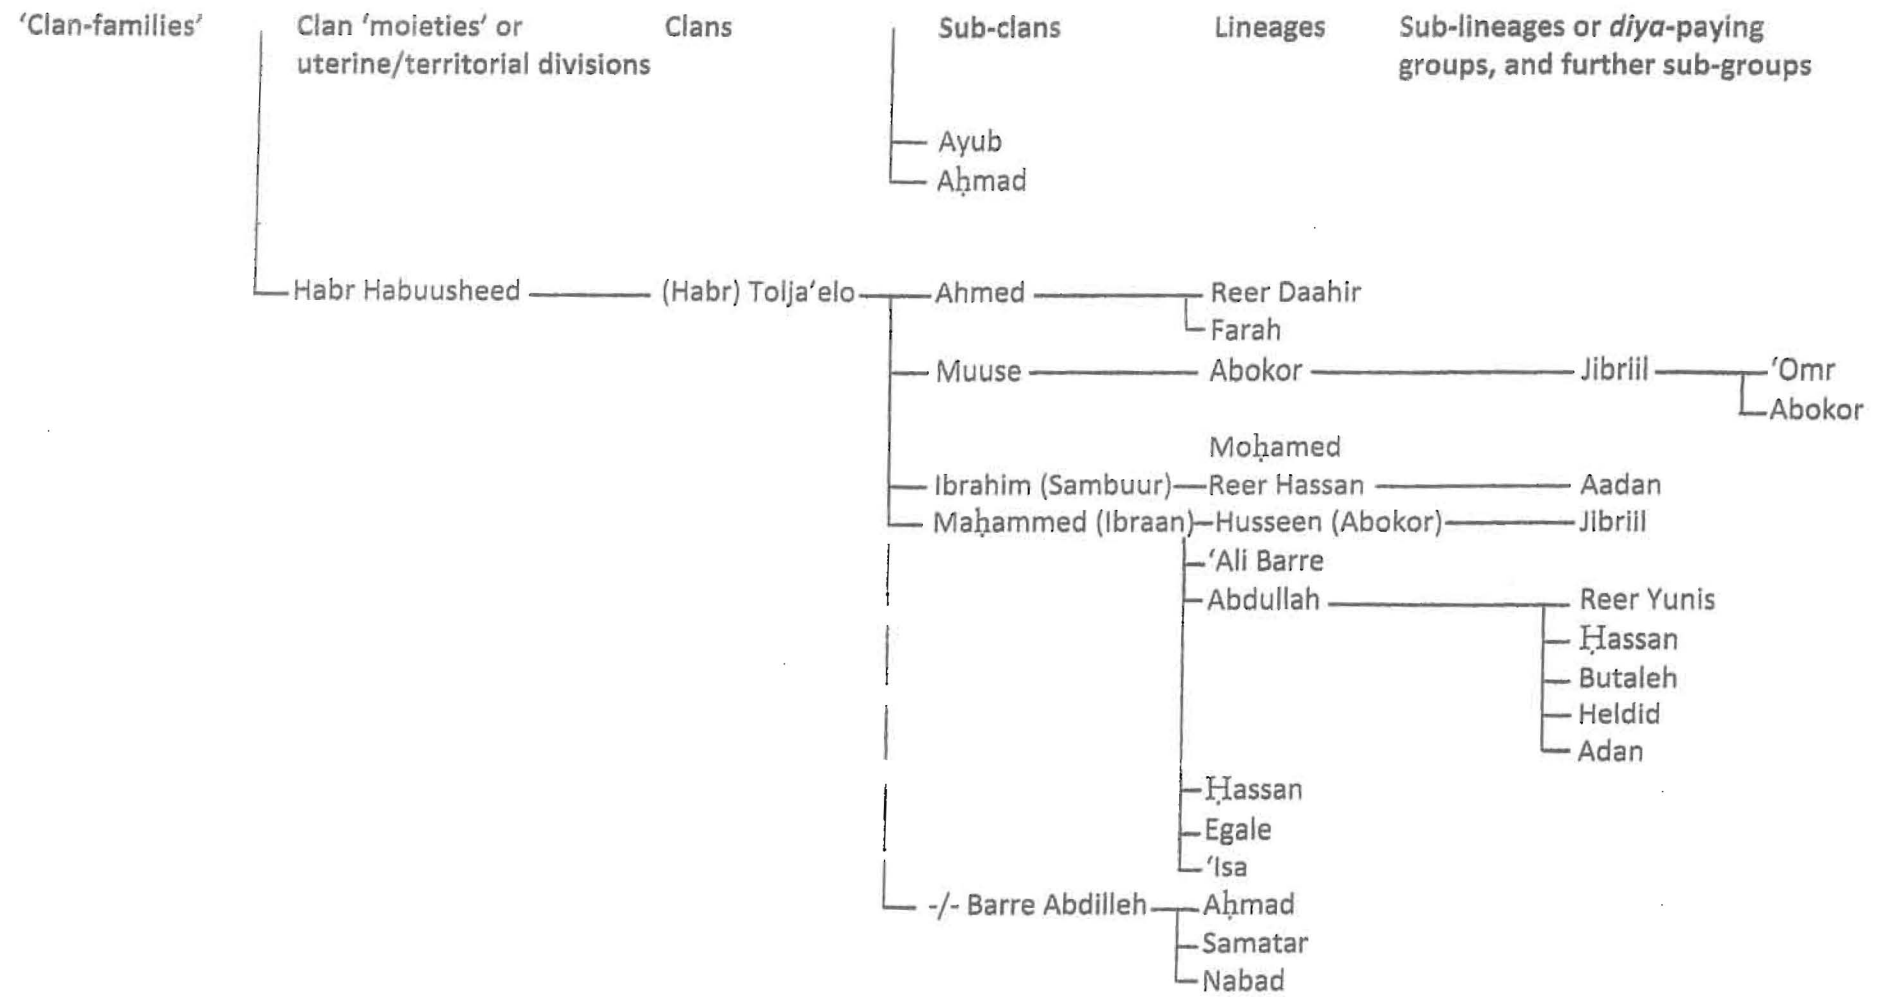 ‘Clan-families’ Clan ‘moieties’ or Clans Sub-clans Lineages Sub-lineages or diya-paying
uterine/territorial divisions groups, and further sub-groups
Ayub
Aḥmad
Habr Habuusheed (Habr) Tolja‘elo Ahmed Reer Daahir
Farah
Muuse Abokor Jibriil ‘Omr
Abokor
Moḥamed
Ibrahim (Sambuur) Reer Hassan Aadan
Maḥammed (Ibraan) Husseen (Abokor) Jibriil
‘Ali Barre
Abdullah Reer Yunis
Ḥassan
Butaleh
Heldid
Adan
Ḥassan
Egale
‘Isa
-/- Barre Abdilleh Aḥmad
Samatar
Nabad